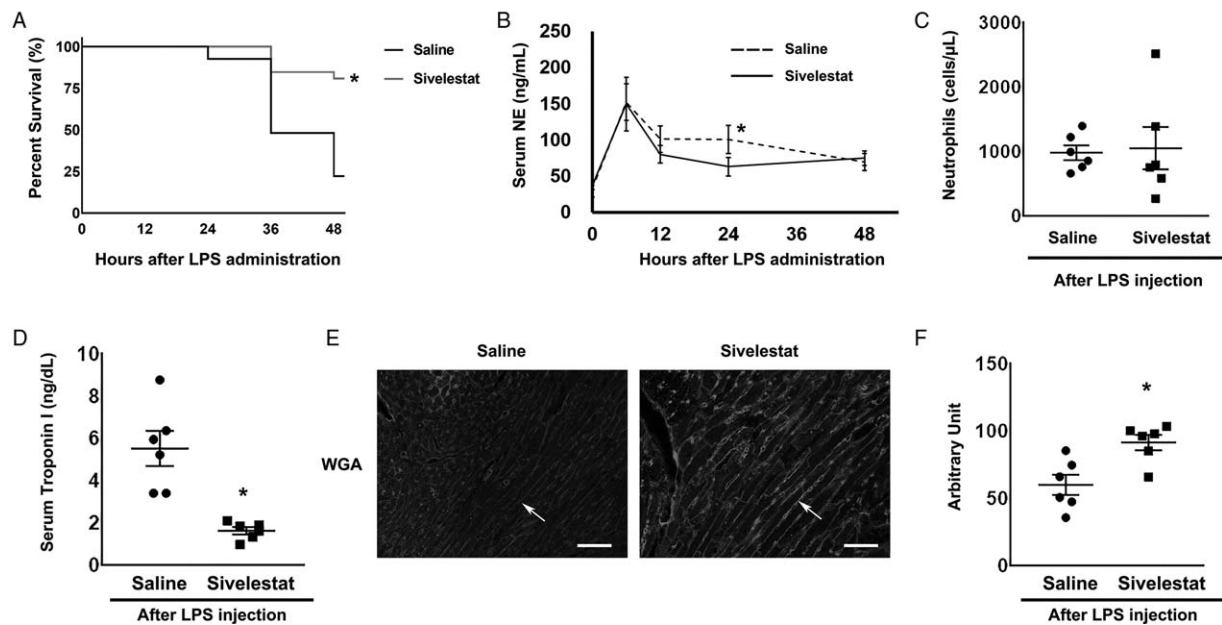 A
Percent Survival (%)
100
75
50
25
0
0 12 24 36 48
Hours after LPS administration
Saline
Sivelestat
*
B
Serum NE (ng/mL)
250
200
150
100
50
0
0 12 24 36 48
Hours after LPS administration
Saline
Sivelestat
*
C
Neutrophils (cells/μL)
3000
2000
1000
0
Saline Sivelestat
After LPS injection
D
Serum Troponin I (ng/dL)
10
8
6
4
2
0
*
Saline Sivelestat
After LPS injection
E
Saline Sivelestat
WGA
F
Arbitrary Unit
150
100
50
0
*
Saline Sivelestat
After LPS injection